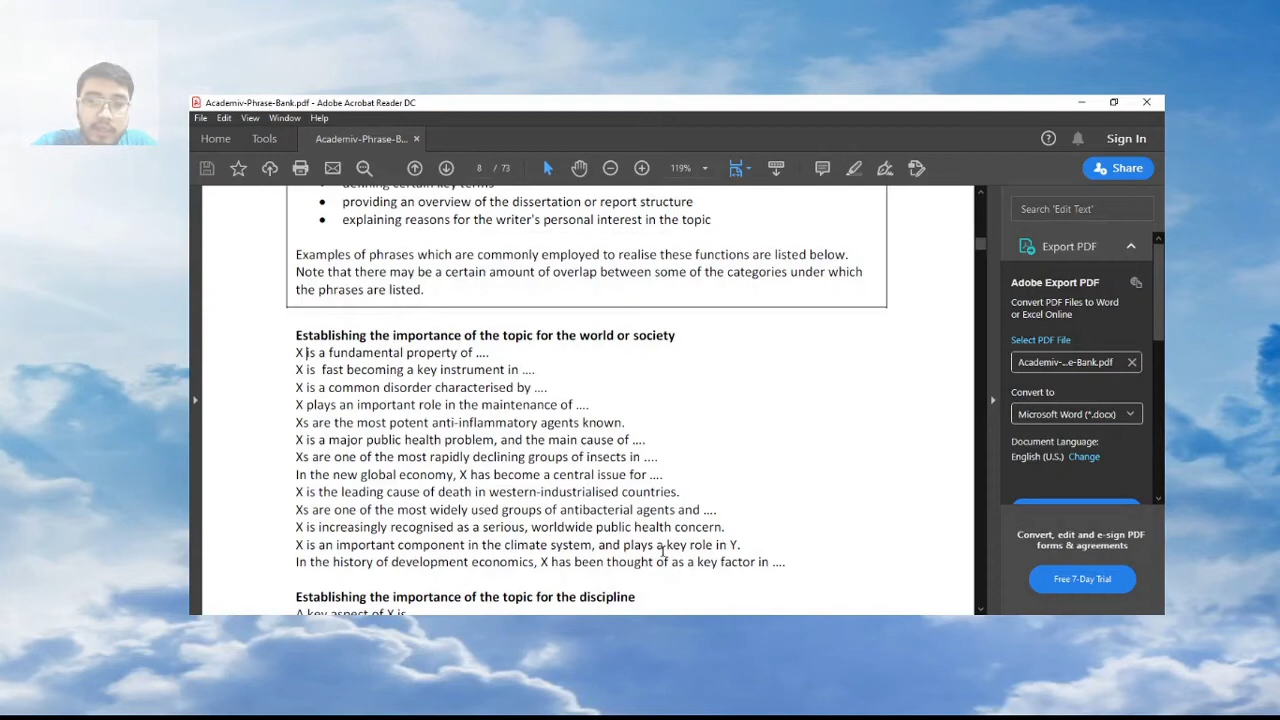 Academiv-Phrase-Bank.pdf - Adobe Acrobat Reader DC
File Edit View Window Help
Home Tools Academiv-Phrase-B... × Sign In
8 / 73 119% Share
defining certain key terms
• providing an overview of the dissertation or report structure
• explaining reasons for the writer's personal interest in the topic
Examples of phrases which are commonly employed to realise these functions are listed below.
Note that there may be a certain amount of overlap between some of the categories under which
the phrases are listed.
Establishing the importance of the topic for the world or society
X is a fundamental property of ....
X is fast becoming a key instrument in ....
X is a common disorder characterised by ....
X plays an important role in the maintenance of ....
Xs are the most potent anti-inflammatory agents known.
X is a major public health problem, and the main cause of ....
Xs are one of the most rapidly declining groups of insects in ....
In the new global economy, X has become a central issue for ....
X is the leading cause of death in western-industrialised countries.
Xs are one of the most widely used groups of antibacterial agents and ....
X is increasingly recognised as a serious, worldwide public health concern.
X is an important component in the climate system, and plays a key role in Y.
In the history of development economics, X has been thought of as a key factor in ....
Establishing the importance of the topic for the discipline
A key aspect of X is
Search 'Edit Text'
Export PDF
Adobe Export PDF
Convert PDF Files to Word
or Excel Online
Select PDF File
Academiv-...e-Bank.pdf
Convert to
Microsoft Word (*.docx)
Document Language:
English (U.S.) Change
Convert, edit and e-sign PDF
forms & agreements
Free 7-Day Trial